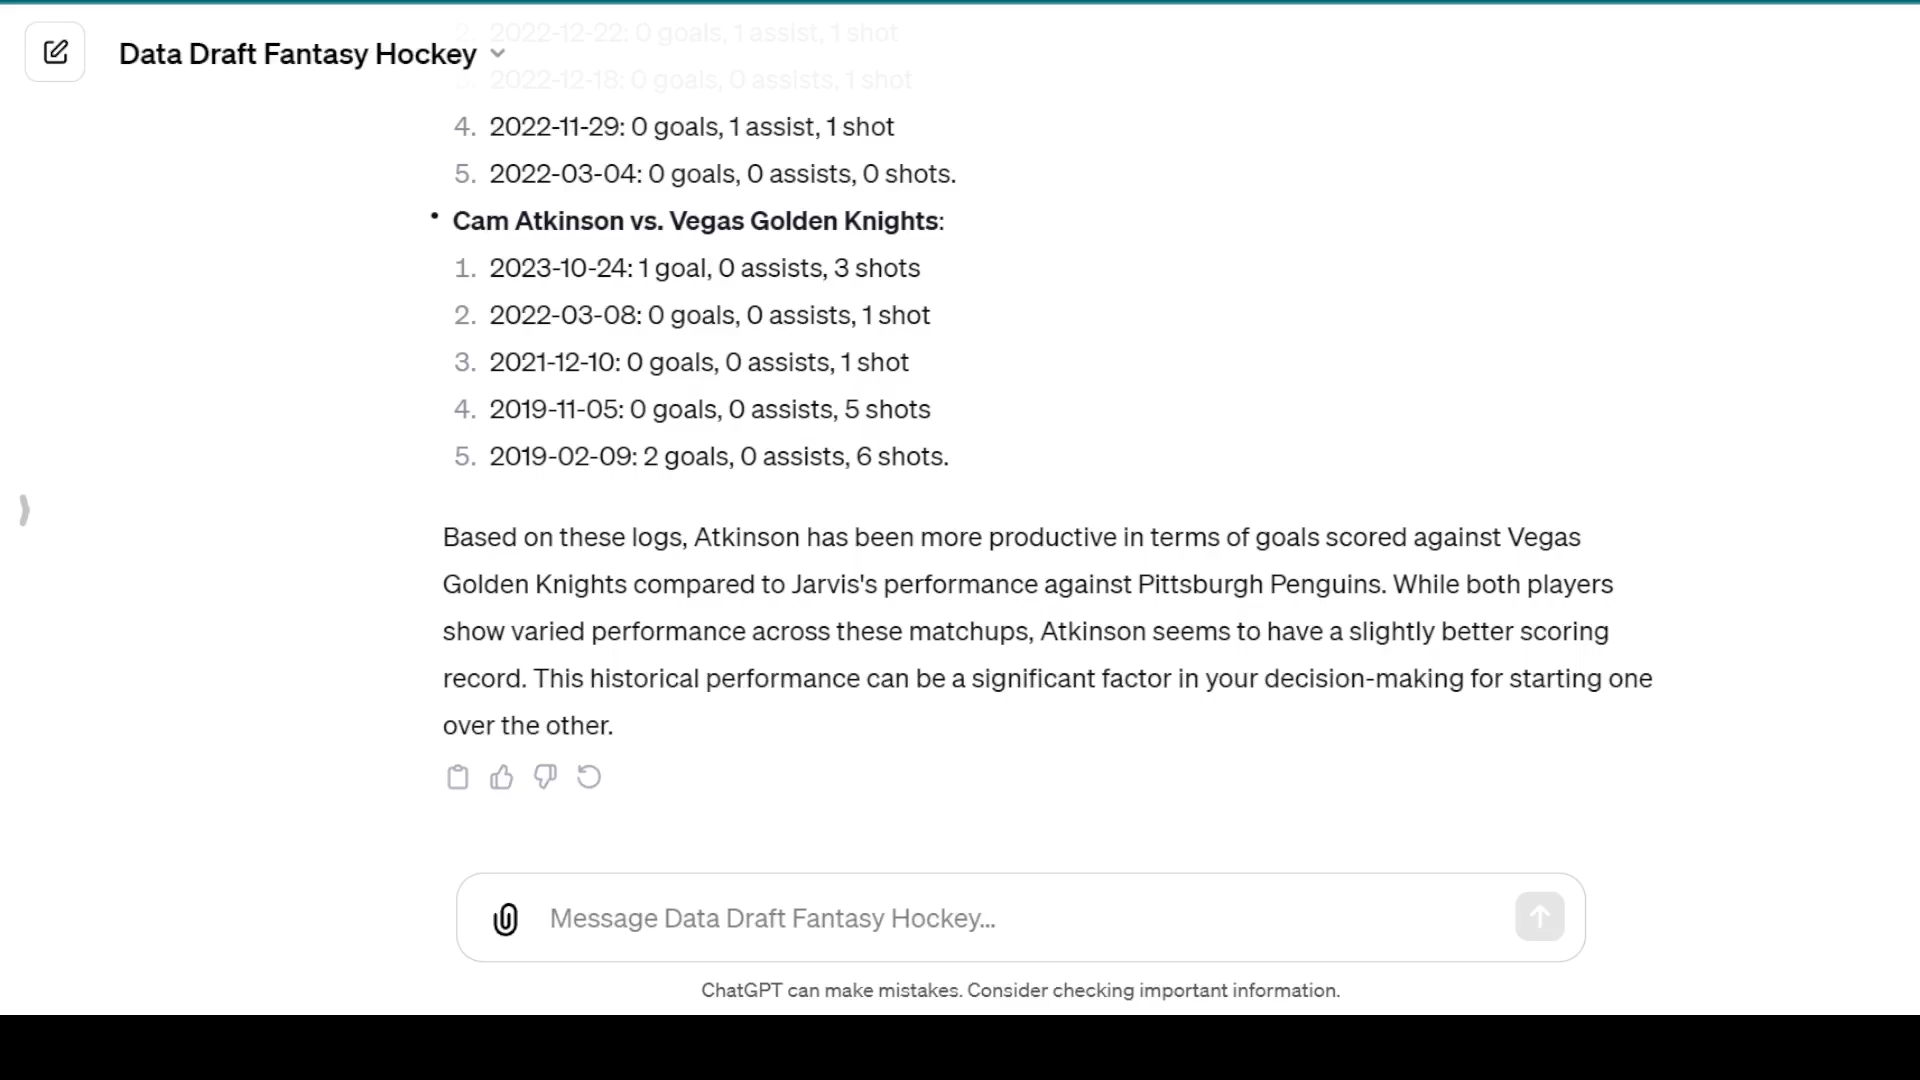 2. 2022-12-22: 0 goals, 1 assist, 1 shot
Data Draft Fantasy Hockey
3. 2022-12-18: 0 goals, 0 assists, 1 shot
4. 2022-11-29: 0 goals, 1 assist, 1 shot
5. 2022-03-04: 0 goals, 0 assists, 0 shots.
• Cam Atkinson vs. Vegas Golden Knights:
1. 2023-10-24: 1 goal, 0 assists, 3 shots
2. 2022-03-08: 0 goals, 0 assists, 1 shot
3. 2021-12-10: 0 goals, 0 assists, 1 shot
4. 2019-11-05: 0 goals, 0 assists, 5 shots
5. 2019-02-09: 2 goals, 0 assists, 6 shots.
Based on these logs, Atkinson has been more productive in terms of goals scored against Vegas
Golden Knights compared to Jarvis's performance against Pittsburgh Penguins. While both players
show varied performance across these matchups, Atkinson seems to have a slightly better scoring
record. This historical performance can be a significant factor in your decision-making for starting one
over the other.
Message Data Draft Fantasy Hockey...
ChatGPT can make mistakes. Consider checking important information.